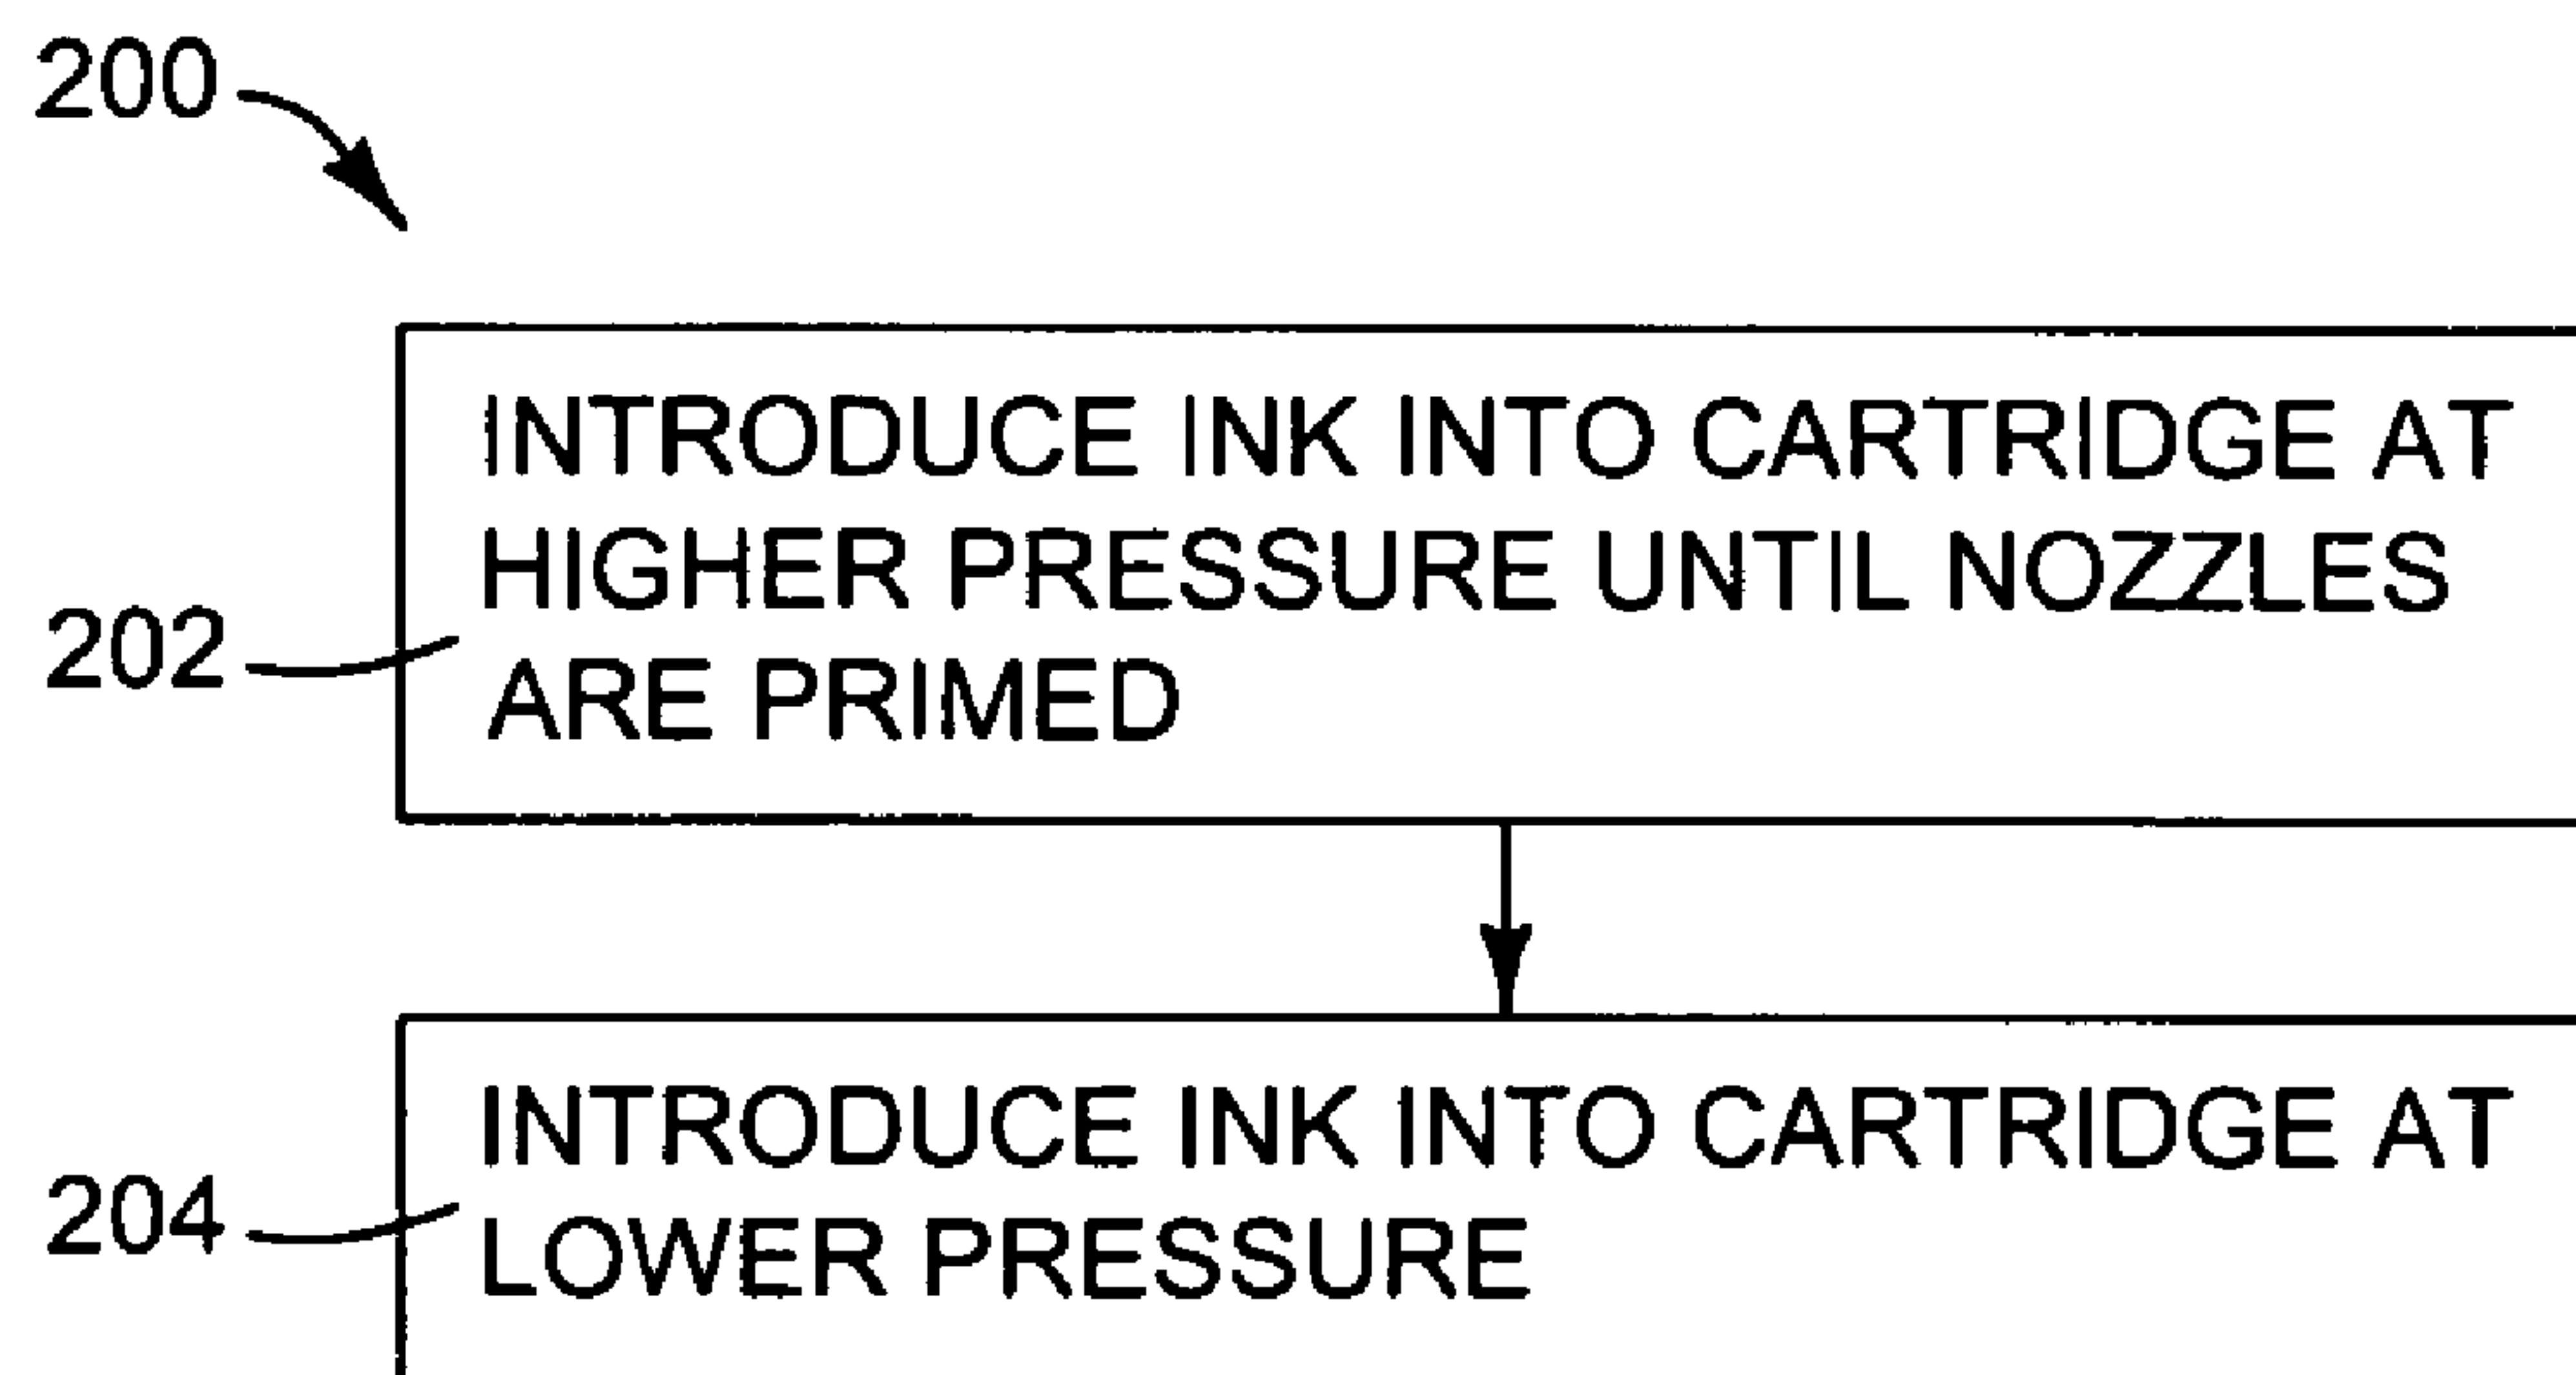 200
INTRODUCE INK INTO CARTRIDGE AT
HIGHER PRESSURE UNTIL NOZZLES
202
ARE PRIMED
INTRODUCE INK INTO CARTRIDGE AT
204
LOWER PRESSURE